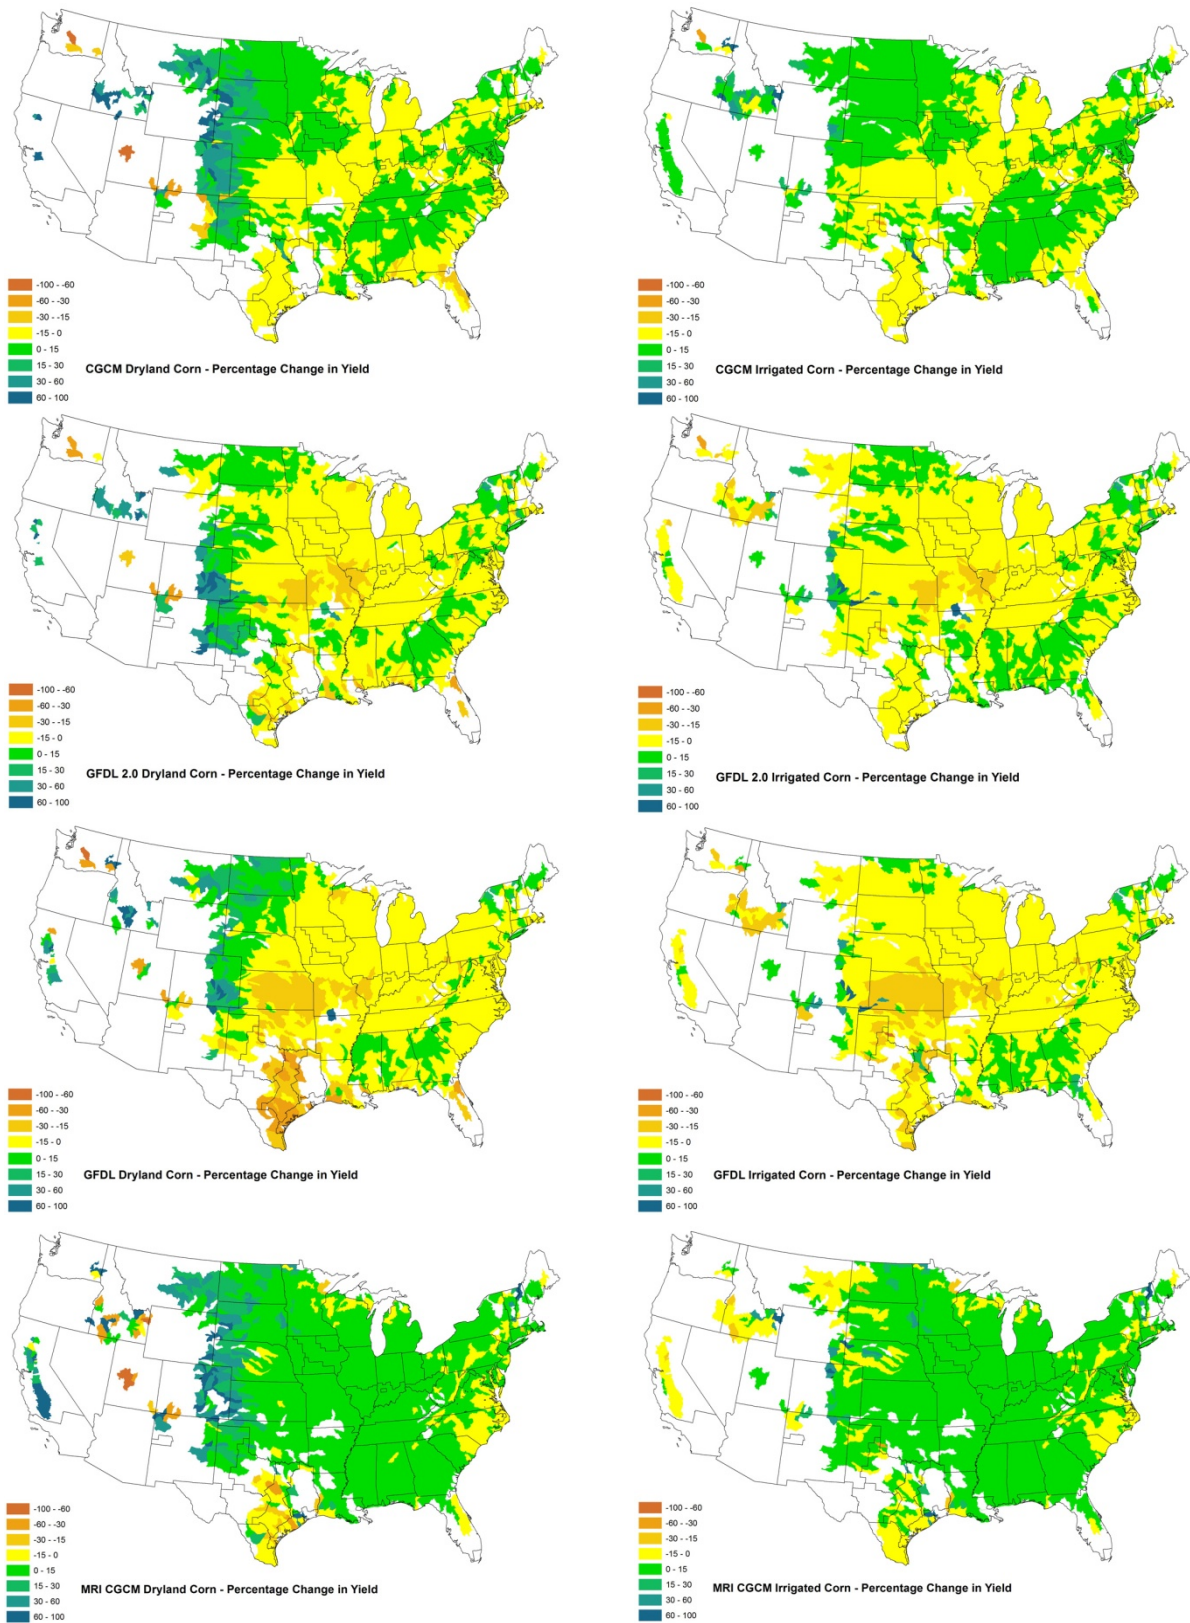 -100 - -60
-60 - -30
-30 - -15
-15 - 0
0 - 15
15 - 30
30 - 60
60 - 100
CGCM Dryland Corn - Percentage Change in Yield
-100 - -60
-60 - -30
-30 - -15
-15 - 0
0 - 15
15 - 30
30 - 60
60 - 100
CGCM Irrigated Corn - Percentage Change in Yield
-100 - -60
-60 - -30
-30 - -15
-15 - 0
0 - 15
15 - 30
30 - 60
60 - 100
GFDL 2.0 Dryland Corn - Percentage Change in Yield
-100 - -60
-60 - -30
-30 - -15
-15 - 0
0 - 15
15 - 30
30 - 60
60 - 100
GFDL 2.0 Irrigated Corn - Percentage Change in Yield
-100 - -60
-60 - -30
-30 - -15
-15 - 0
0 - 15
15 - 30
30 - 60
60 - 100
GFDL Dryland Corn - Percentage Change in Yield
-100 - -60
-60 - -30
-30 - -15
-15 - 0
0 - 15
15 - 30
30 - 60
60 - 100
GFDL Irrigated Corn - Percentage Change in Yield
-100 - -60
-60 - -30
-30 - -15
-15 - 0
0 - 15
15 - 30
30 - 60
60 - 100
MRI CGCM Dryland Corn - Percentage Change in Yield
-100 - -60
-60 - -30
-30 - -15
-15 - 0
0 - 15
15 - 30
30 - 60
60 - 100
MRI CGCM Irrigated Corn - Percentage Change in Yield